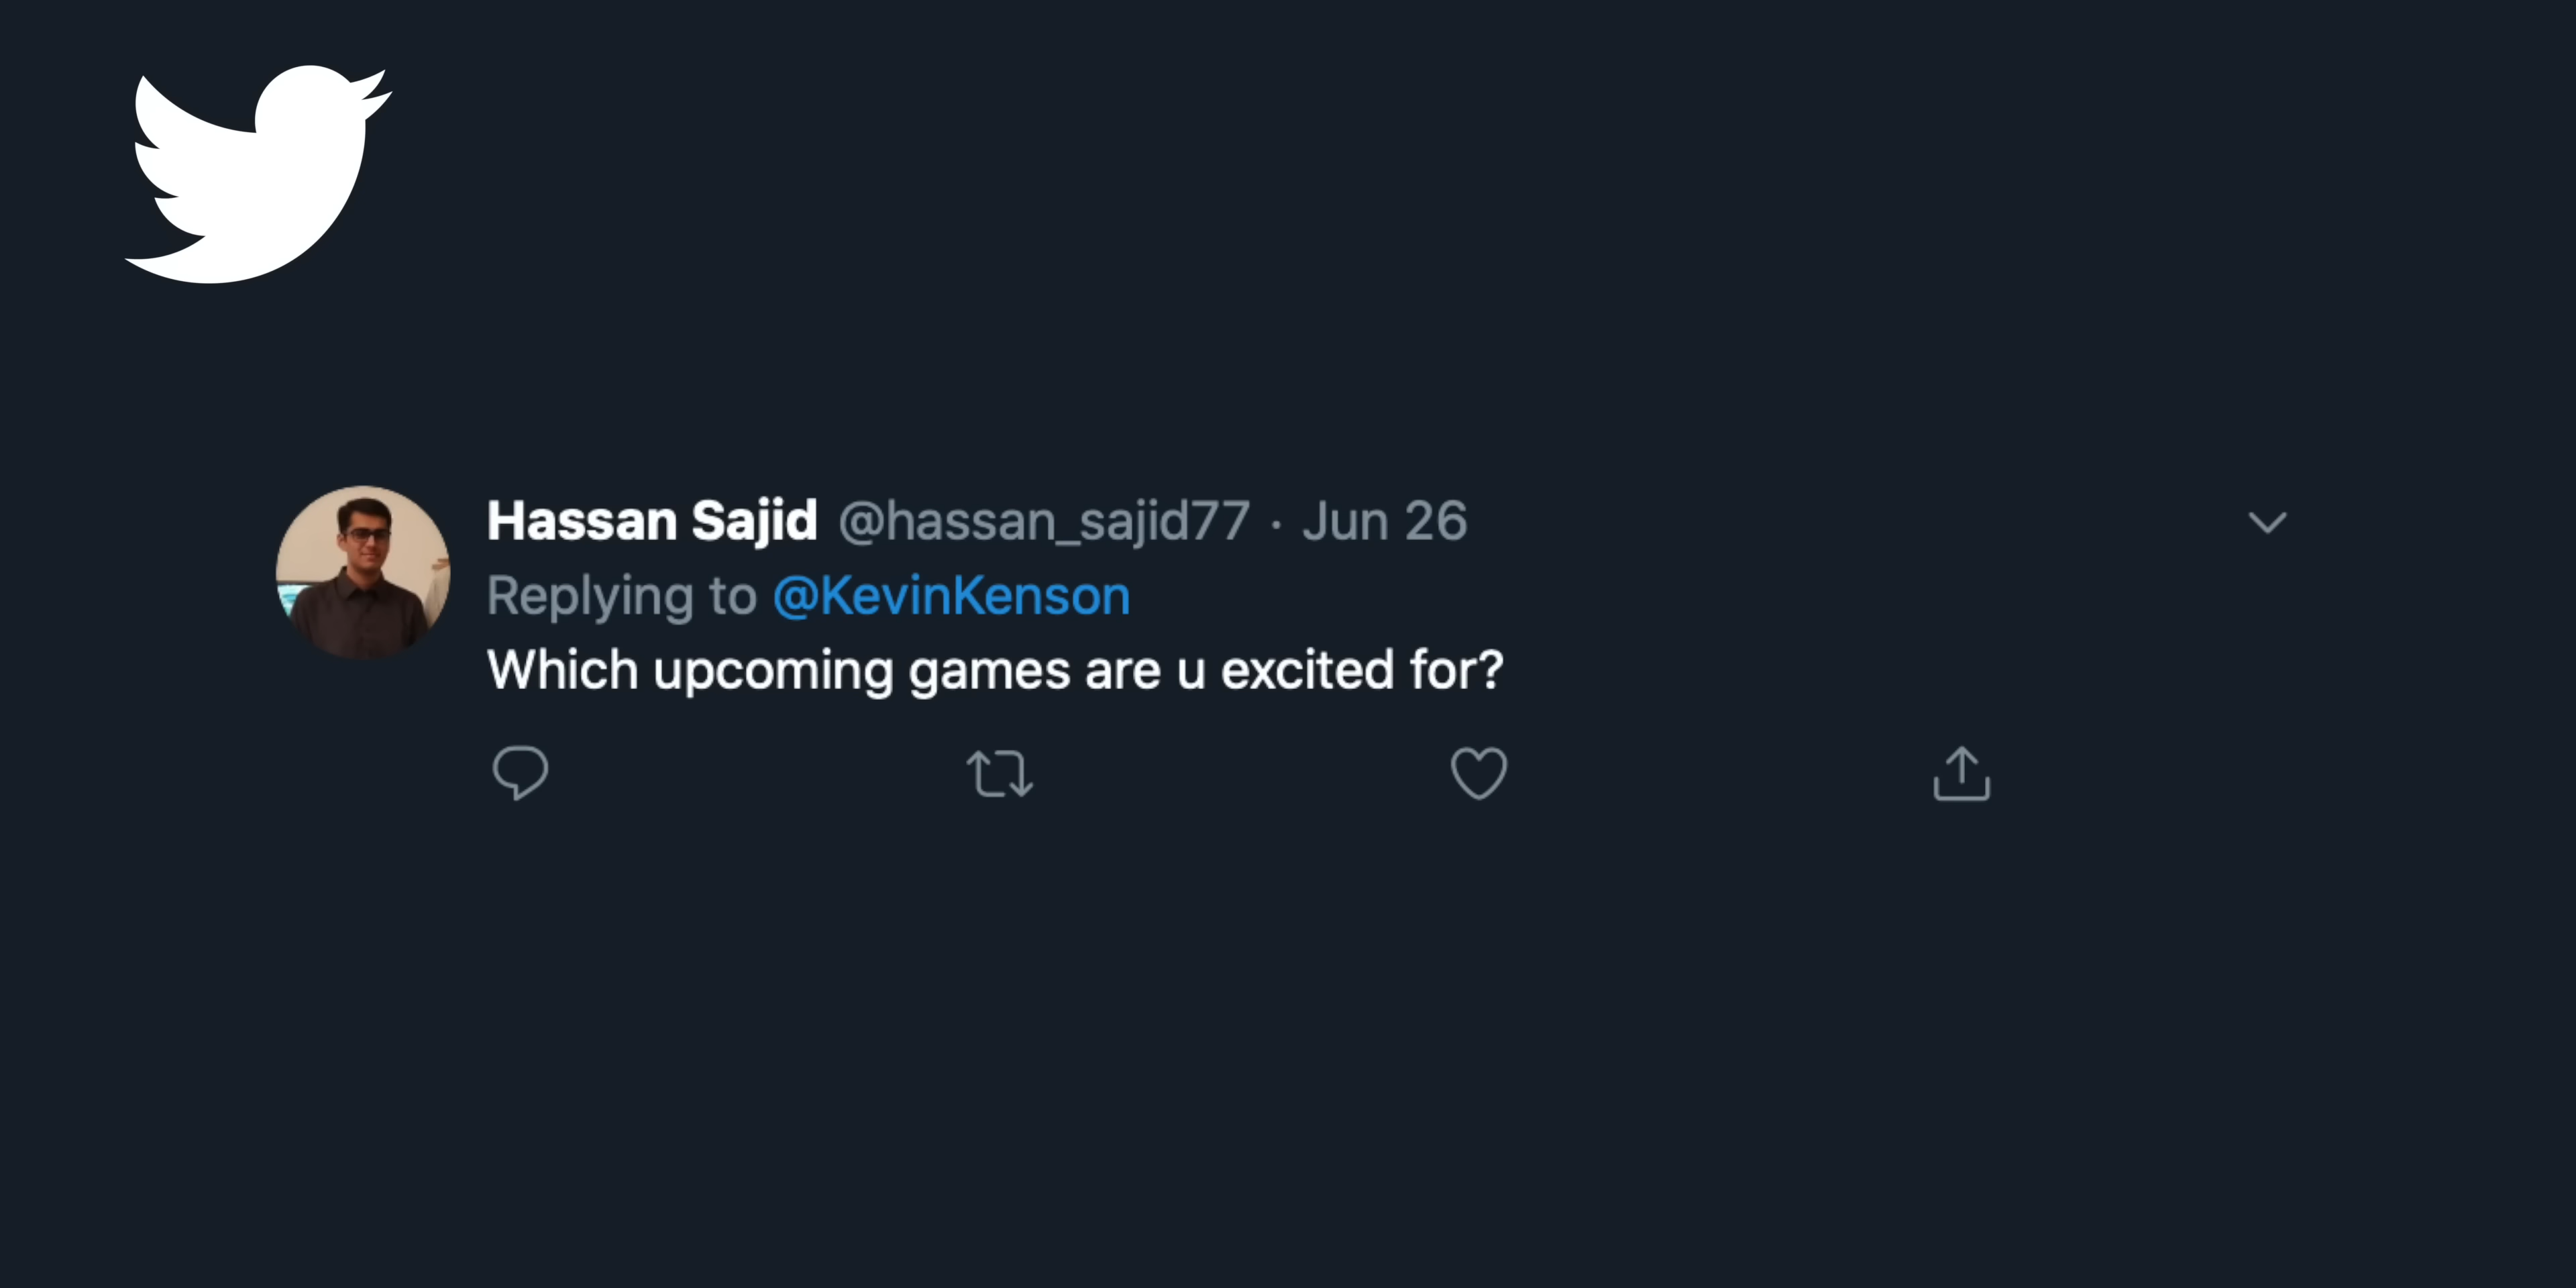 Hassan Sajid @hassan_sajid77 · Jun 26
Replying to @KevinKenson
Which upcoming games are u excited for?